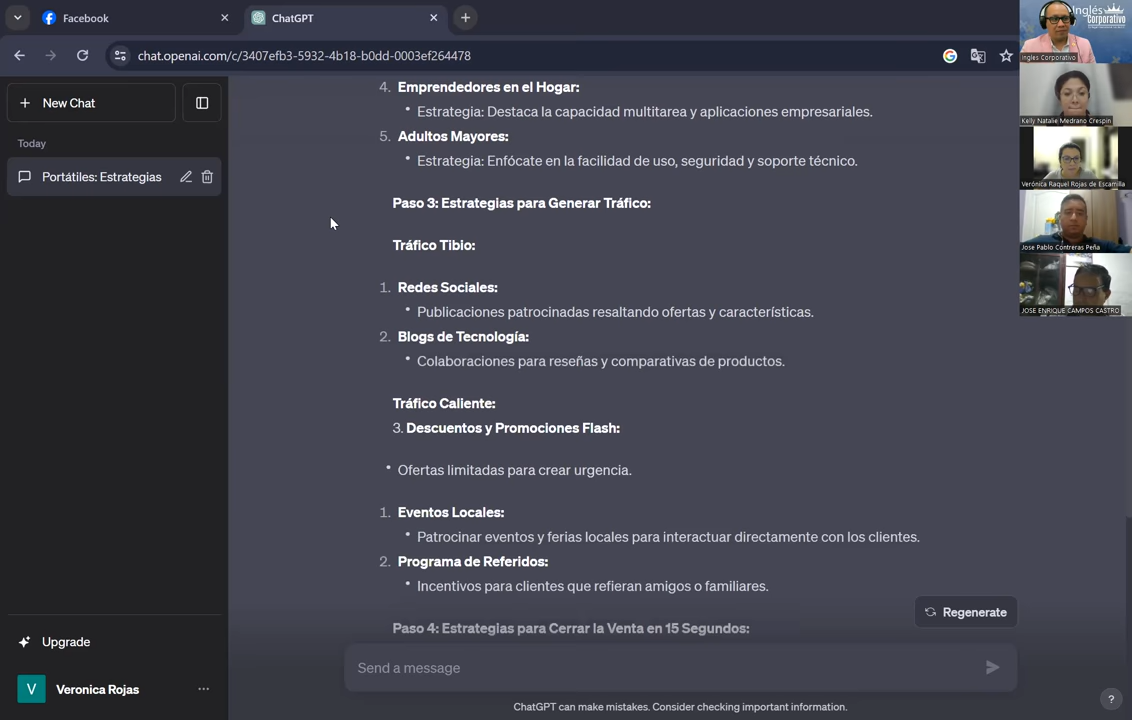 Facebook
ChatGPT
chat.openai.com/c/3407efb3-5932-4b18-b0dd-0003ef264478
New Chat
Today
Portátiles: Estrategias
Upgrade
V
Veronica Rojas
4. Emprendedores en el Hogar:
• Estrategia: Destaca la capacidad multitarea y aplicaciones empresariales.
5. Adultos Mayores:
• Estrategia: Enfócate en la facilidad de uso, seguridad y soporte técnico.
Paso 3: Estrategias para Generar Tráfico:
Tráfico Tibio:
1. Redes Sociales:
• Publicaciones patrocinadas resaltando ofertas y características.
2. Blogs de Tecnología:
• Colaboraciones para reseñas y comparativas de productos.
Tráfico Caliente:
3. Descuentos y Promociones Flash:
• Ofertas limitadas para crear urgencia.
1. Eventos Locales:
• Patrocinar eventos y ferias locales para interactuar directamente con los clientes.
2. Programa de Referidos:
• Incentivos para clientes que refieran amigos o familiares.
Paso 4: Estrategias para Cerrar la Venta en 15 Segundos:
Regenerate
Send a message
ChatGPT can make mistakes. Consider checking important information.
?
Inglés
Corporativo
Ingles Corporativo
Kelly Natalie Medrano Crespin
Verónica Raquel Rojas de Escamilla
Jose Pablo Contreras Peña
JOSE ENRIQUE CAMPOS CASTRO